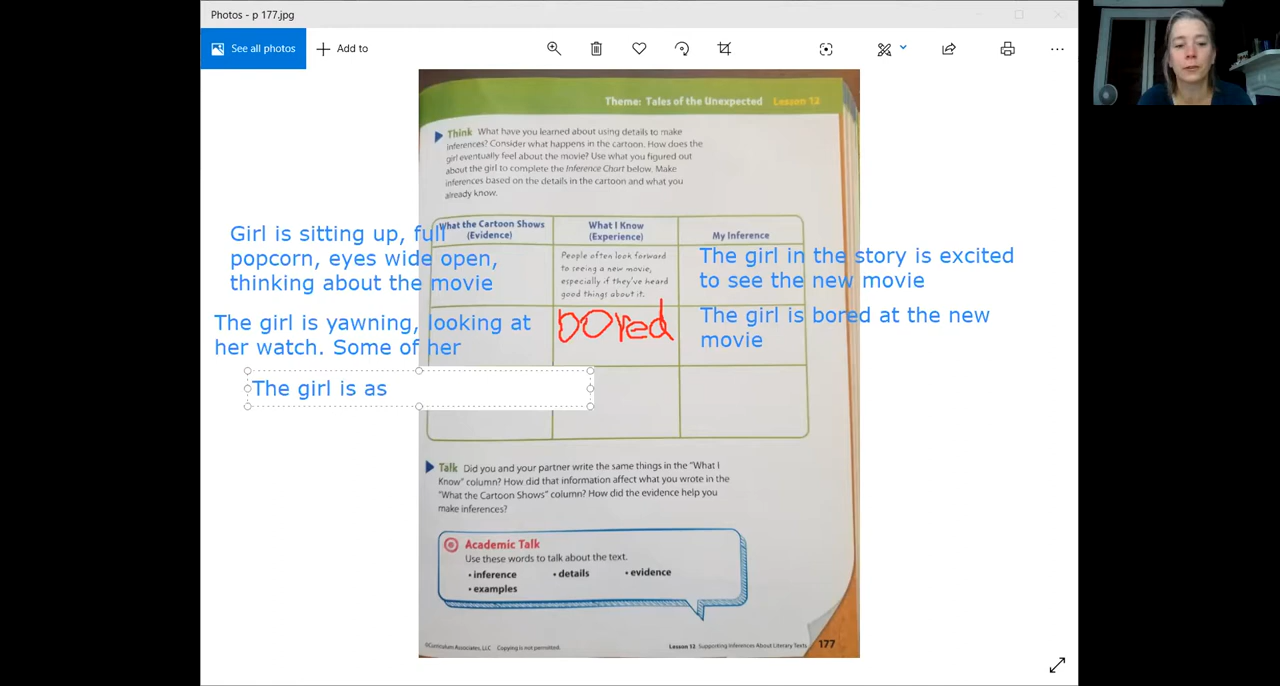 Photos - p 177.jpg
See all photos
Add to
Theme: Tales of the Unexpected Lesson 12
Think What have you learned about using details to make
inferences? Consider what happens in the cartoon. How does the
girl eventually feel about the movie? Use what you figured out
about the girl to complete the Inference Chart below. Make
inferences based on the details in the cartoon and what you
already know.
What the Cartoon Shows
(Evidence)
What I Know
(Experience)
My Inference
Girl is sitting up, full
popcorn, eyes wide open,
thinking about the movie
People often look forward
to seeing a new movie,
especially if they've heard
good things about it.
The girl in the story is excited
to see the new movie
The girl is yawning, looking at
her watch. Some of her
bored
The girl is bored at the new
movie
The girl is as
Talk Did you and your partner write the same things in the "What I
Know" column? How did that information affect what you wrote in the
"What the Cartoon Shows" column? How did the evidence help you
make inferences?
Academic Talk
Use these words to talk about the text.
• inference • details • evidence
• examples
©Curriculum Associates, LLC Copying is not permitted.
Lesson 12 Supporting Inferences About Literary Texts 177